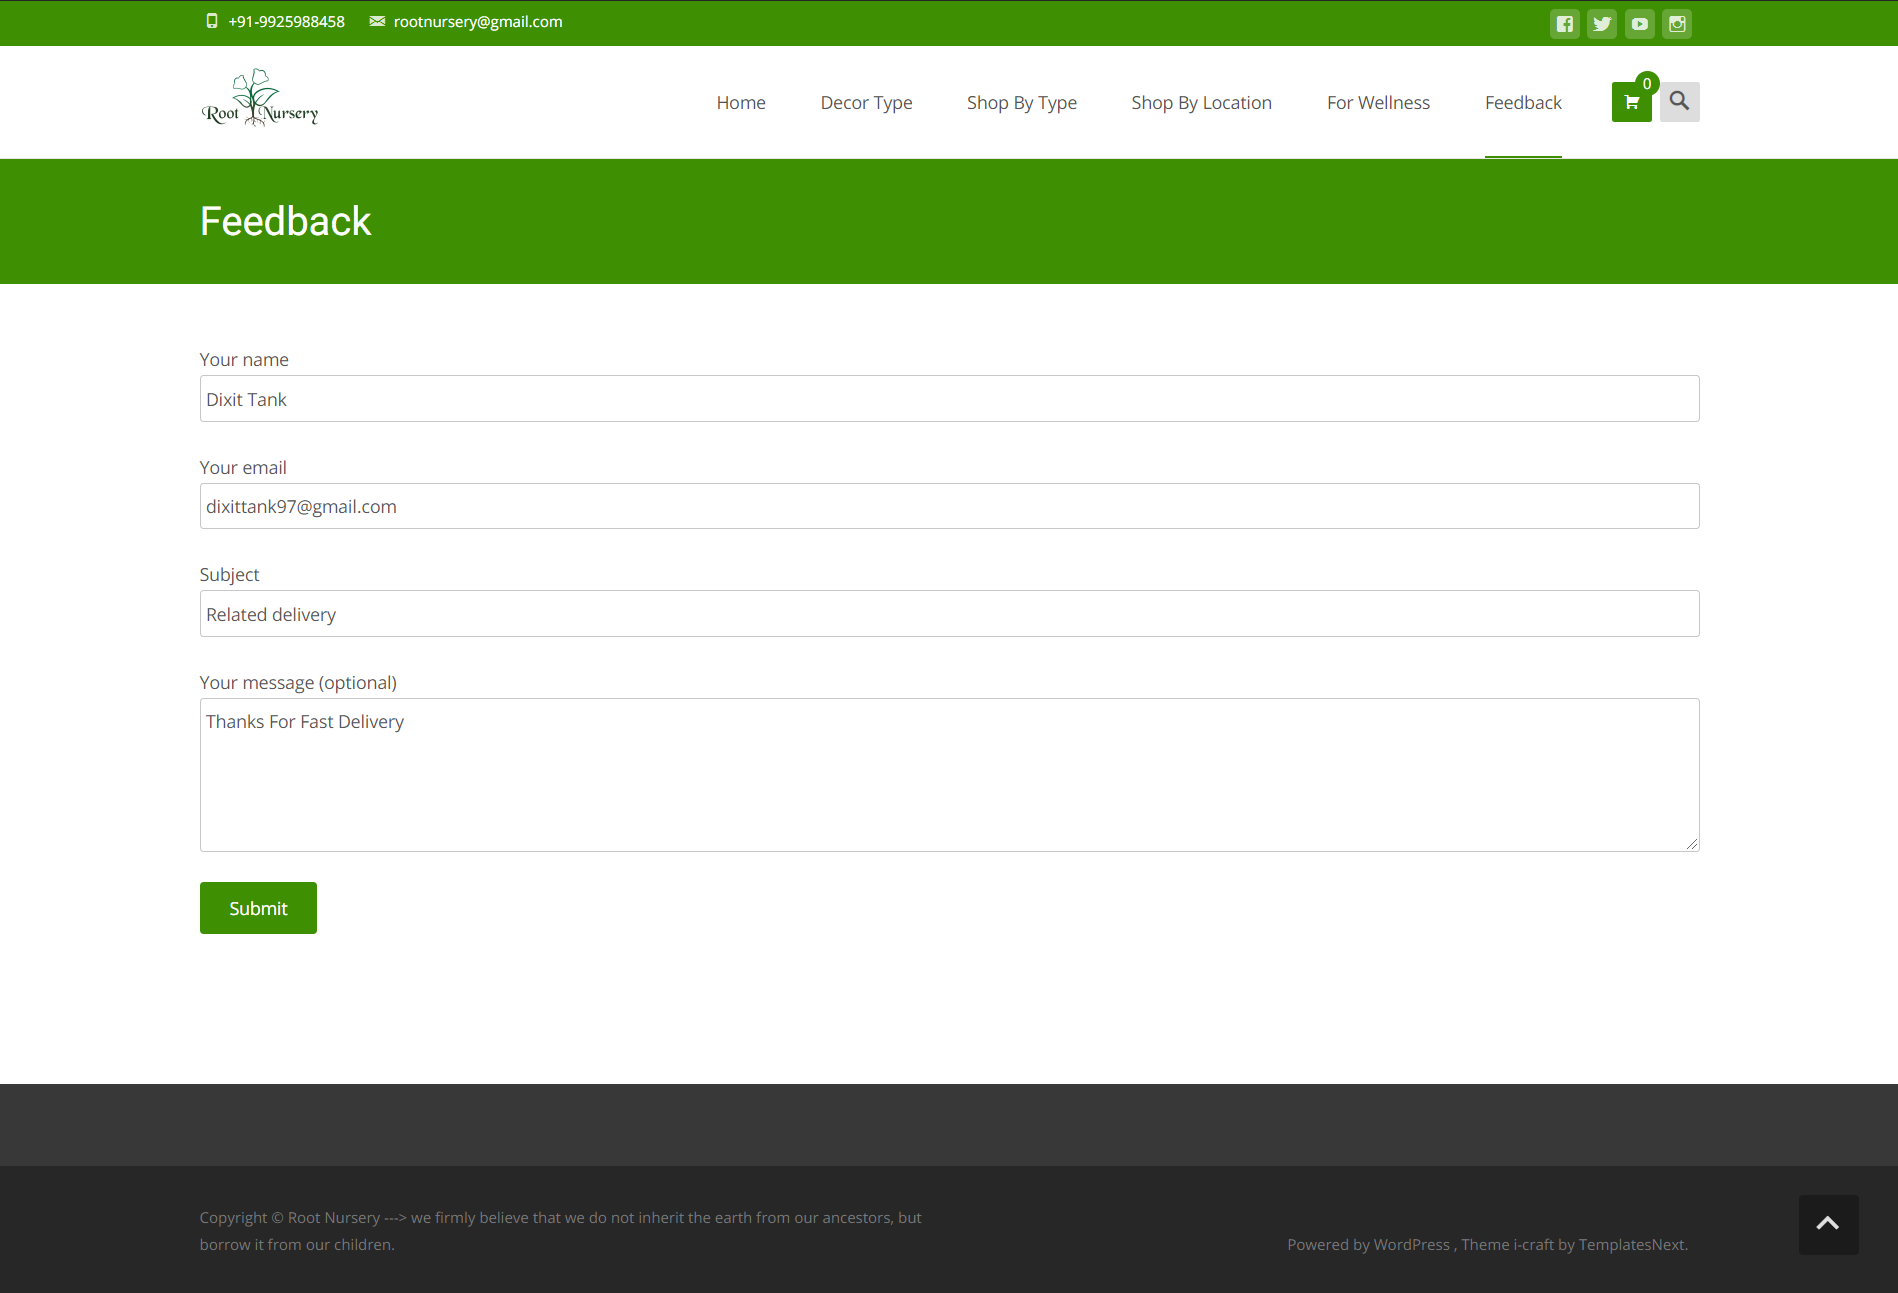 +91-9925988458 rootnursery@gmail.com
Root Nursery
Home Decor Type Shop By Type Shop By Location For Wellness Feedback 0
Feedback
Your name
Dixit Tank
Your email
dixittank97@gmail.com
Subject
Related delivery
Your message (optional)
Thanks For Fast Delivery
Submit
Copyright © Root Nursery ---> we firmly believe that we do not inherit the earth from our ancestors, but
borrow it from our children.
Powered by WordPress , Theme i-craft by TemplatesNext.